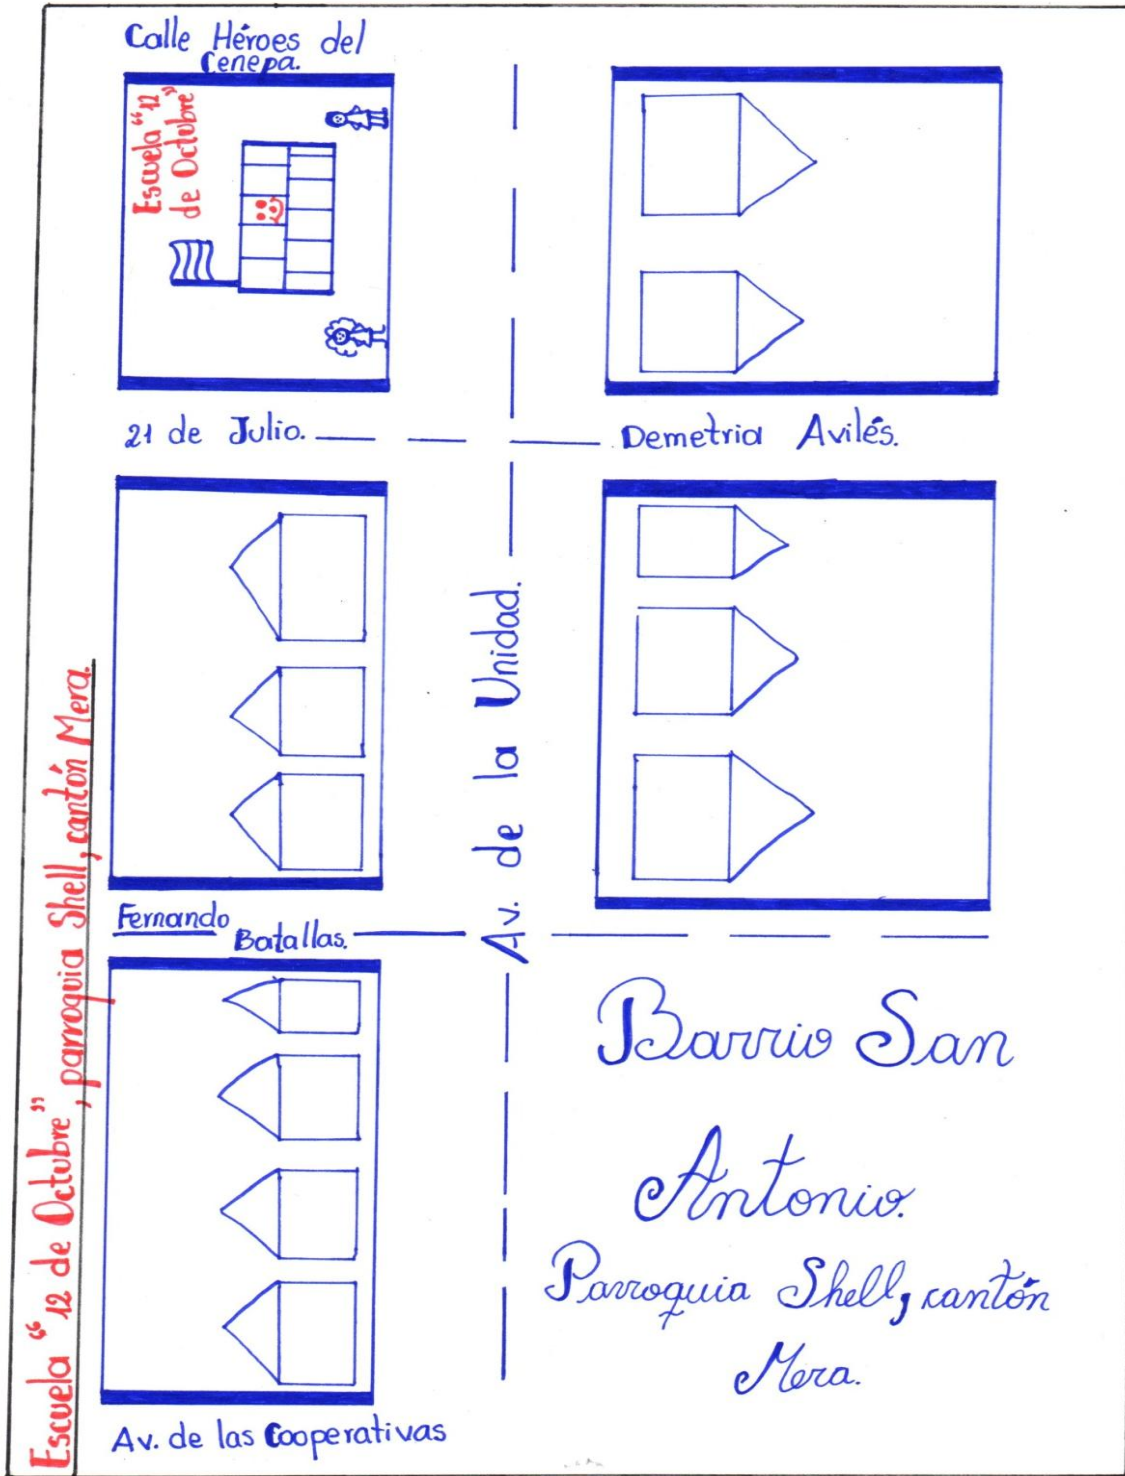 Calle Héroes del
Cenepa.
Escuela “12
de Octubre”
21 de Julio.
Demetria Avilés.
Av. de la Unidad.
Fernando
Batallas.
Barrio San
Antonio.
Parroquia Shell, cantón
Mera.
Av. de las Cooperativas
Escuela “12 de Octubre”, parroquia Shell, cantón Mera.